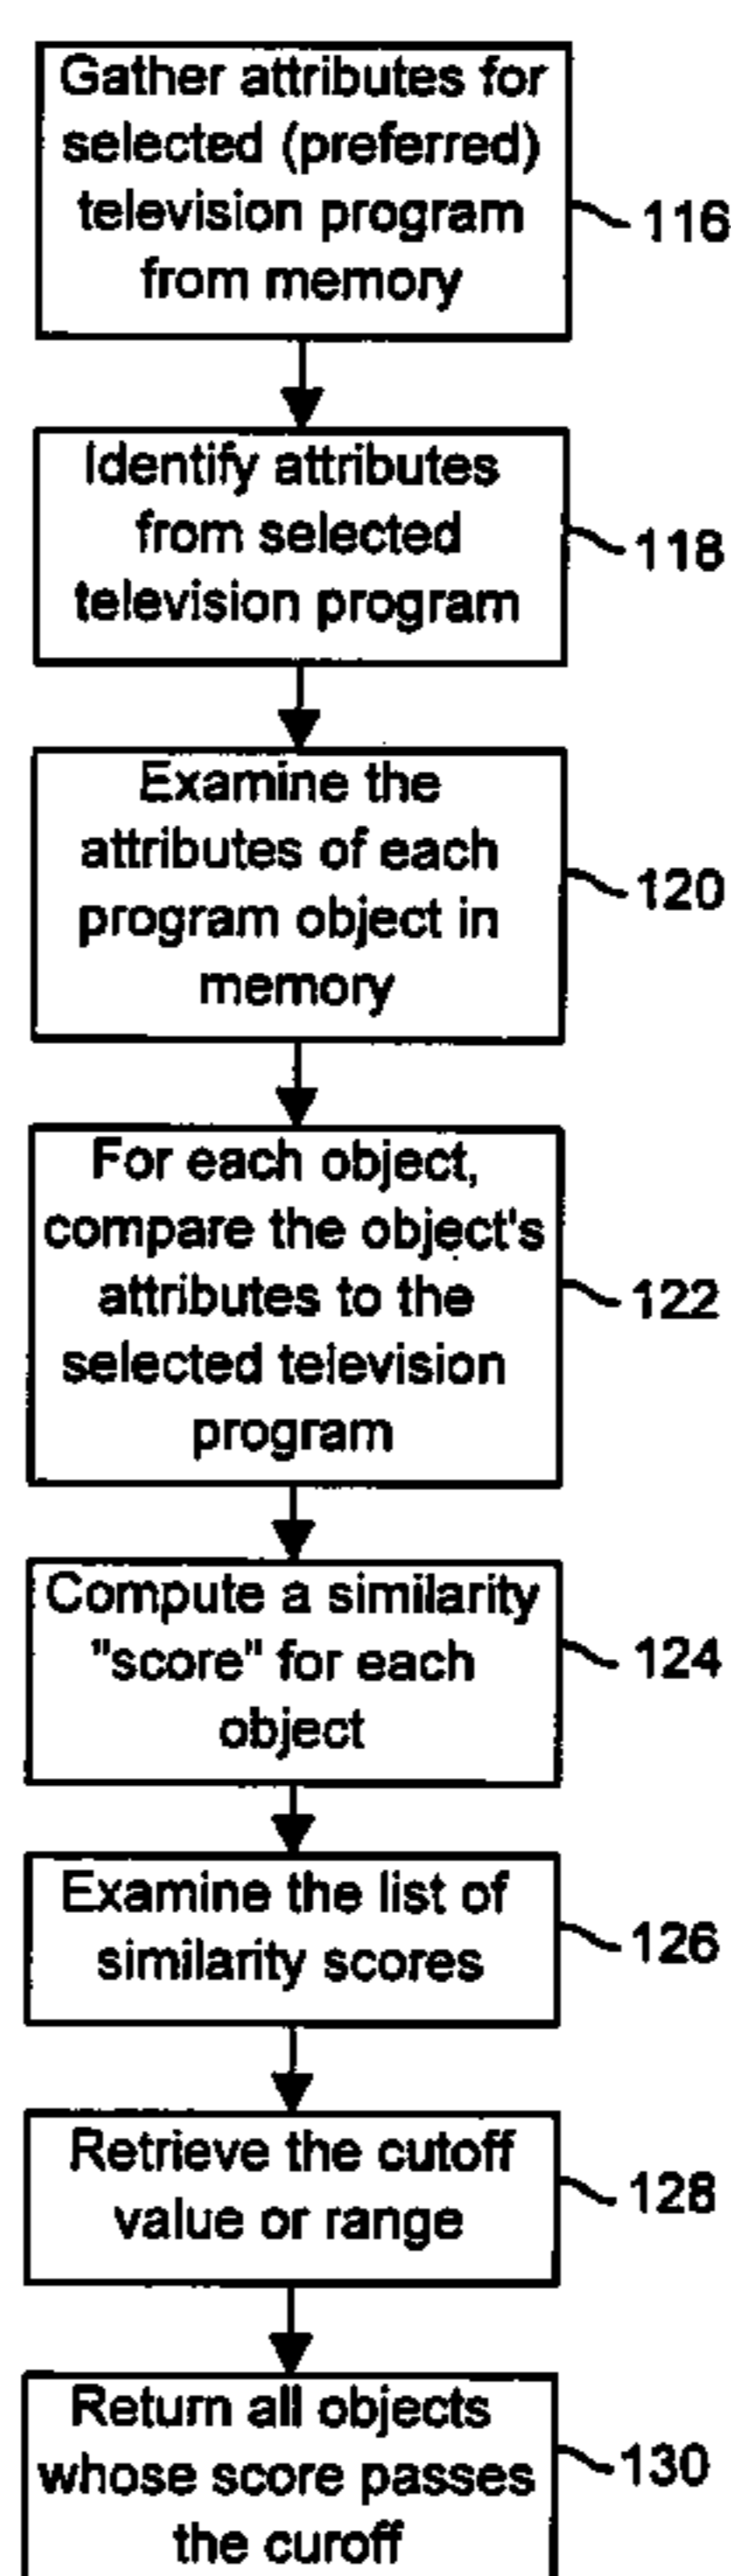 Gather attributes for
selected (preferred)
television program
from memory
116
Identify attributes
from selected
television program
118
Examine the
attributes of each
program object in
memory
120
For each object,
compare the object's
attributes to the
selected television
program
122
Compute a similarity
"score" for each
object
124
Examine the list of
similarity scores
126
Retrieve the cutoff
value or range
128
Return all objects
whose score passes
the curoff
130